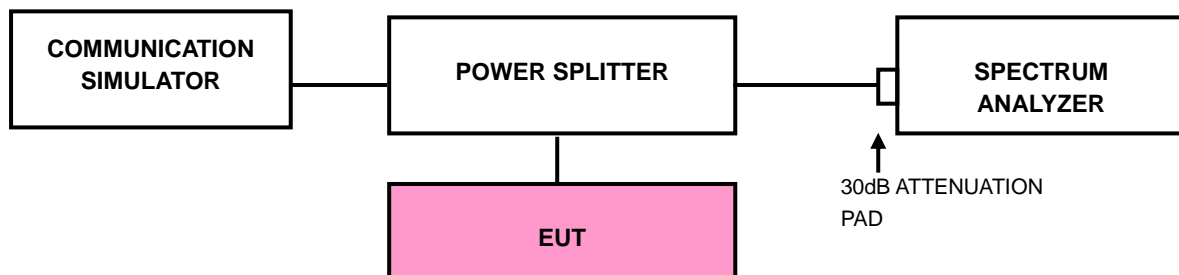 COMMUNICATION
SIMULATOR
POWER SPLITTER
SPECTRUM
ANALYZER
30dB ATTENUATION
PAD
EUT